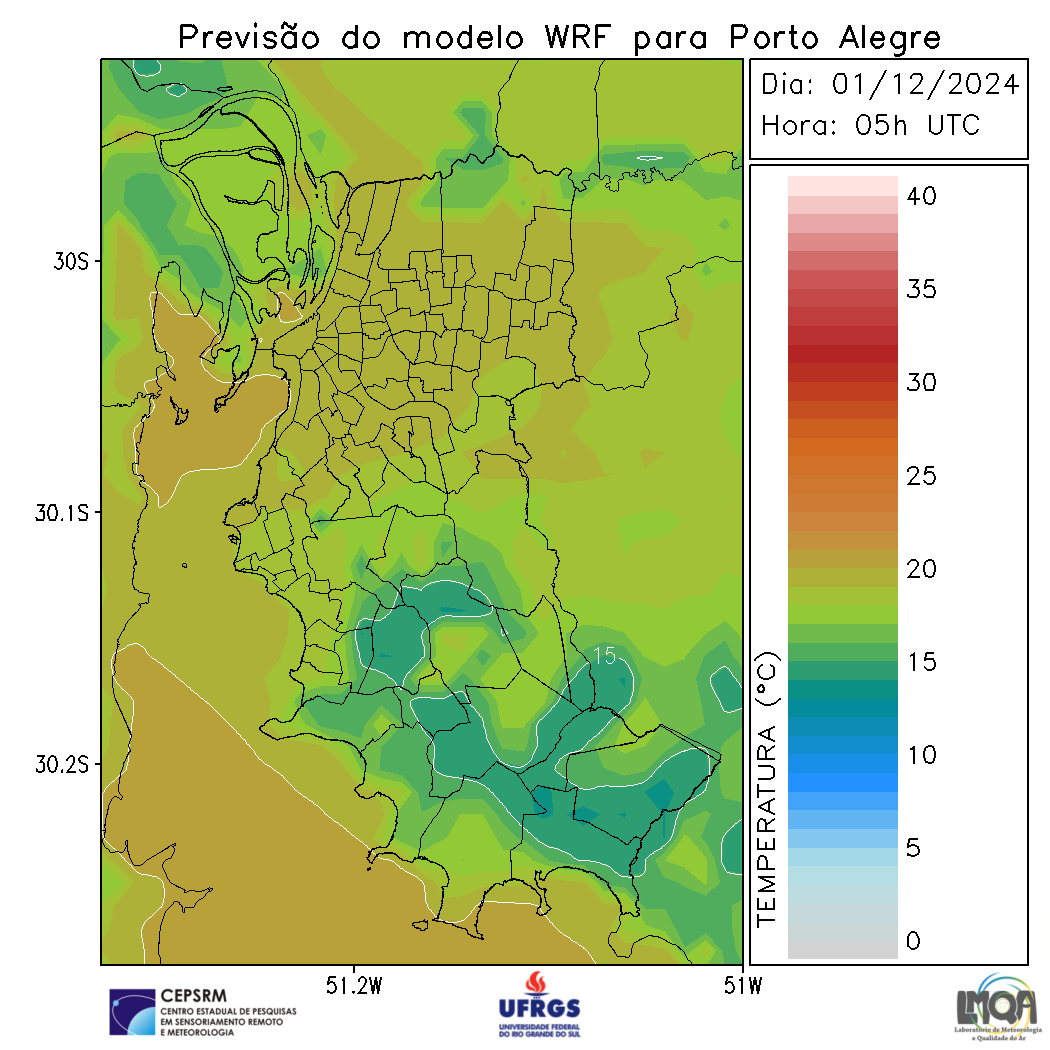 Previsão do modelo WRF para Porto Alegre
Dia: 01/12/2024
Hora: 05h UTC
30S
30.1S
30.2S
51.2W
51W
15
TEMPERATURA (°C)
40
35
30
25
20
15
10
5
0
CEPSRM
CENTRO ESTADUAL DE PESQUISAS
EM SENSORIAMENTO REMOTO
E METEOROLOGIA
UFRGS
UNIVERSIDADE FEDERAL
DO RIO GRANDE DO SUL
LMQA
Laboratório de Meteorologia
e Qualidade do Ar